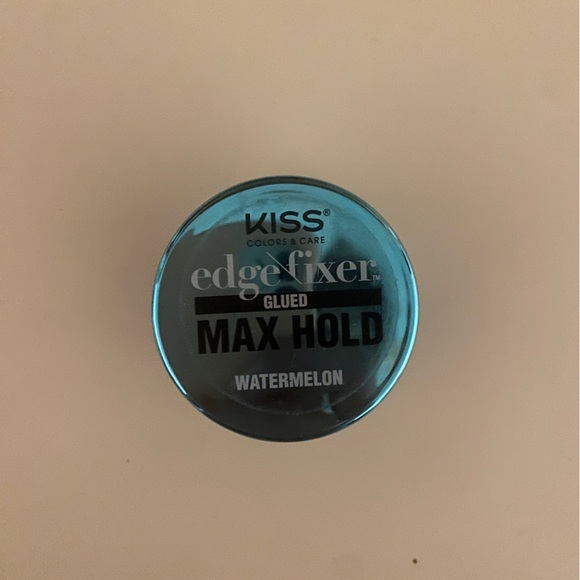 KISS®
COLORS & CARE
edge fixer™
GLUED
MAX HOLD
WATERMELON